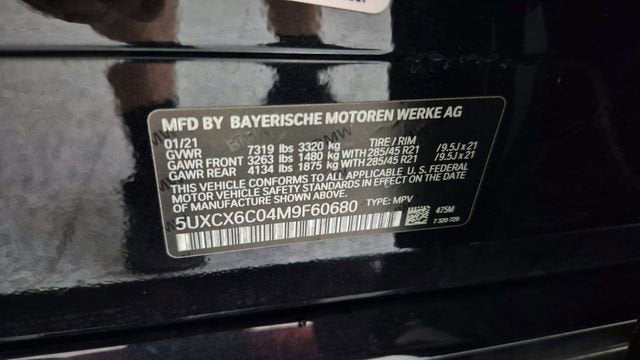 MFD BY BAYERISCHE MOTOREN WERKE AG
01/21 TIRE / RIM
GVWR 7319 lbs 3320 kg
GAWR FRONT 3263 lbs 1480 kg WITH 285/45 R21 /9.5J x 21
GAWR REAR 4134 lbs 1875 kg WITH 285/45 R21 /9.5J x 21
THIS VEHICLE CONFORMS TO ALL APPLICABLE U. S. FEDERAL
MOTOR VEHICLE SAFETY STANDARDS IN EFFECT ON THE DATE OF
MANUFACTURE SHOWN ABOVE.
5UXCX6C04M9F60680 TYPE: MPV
475M
7 320 728